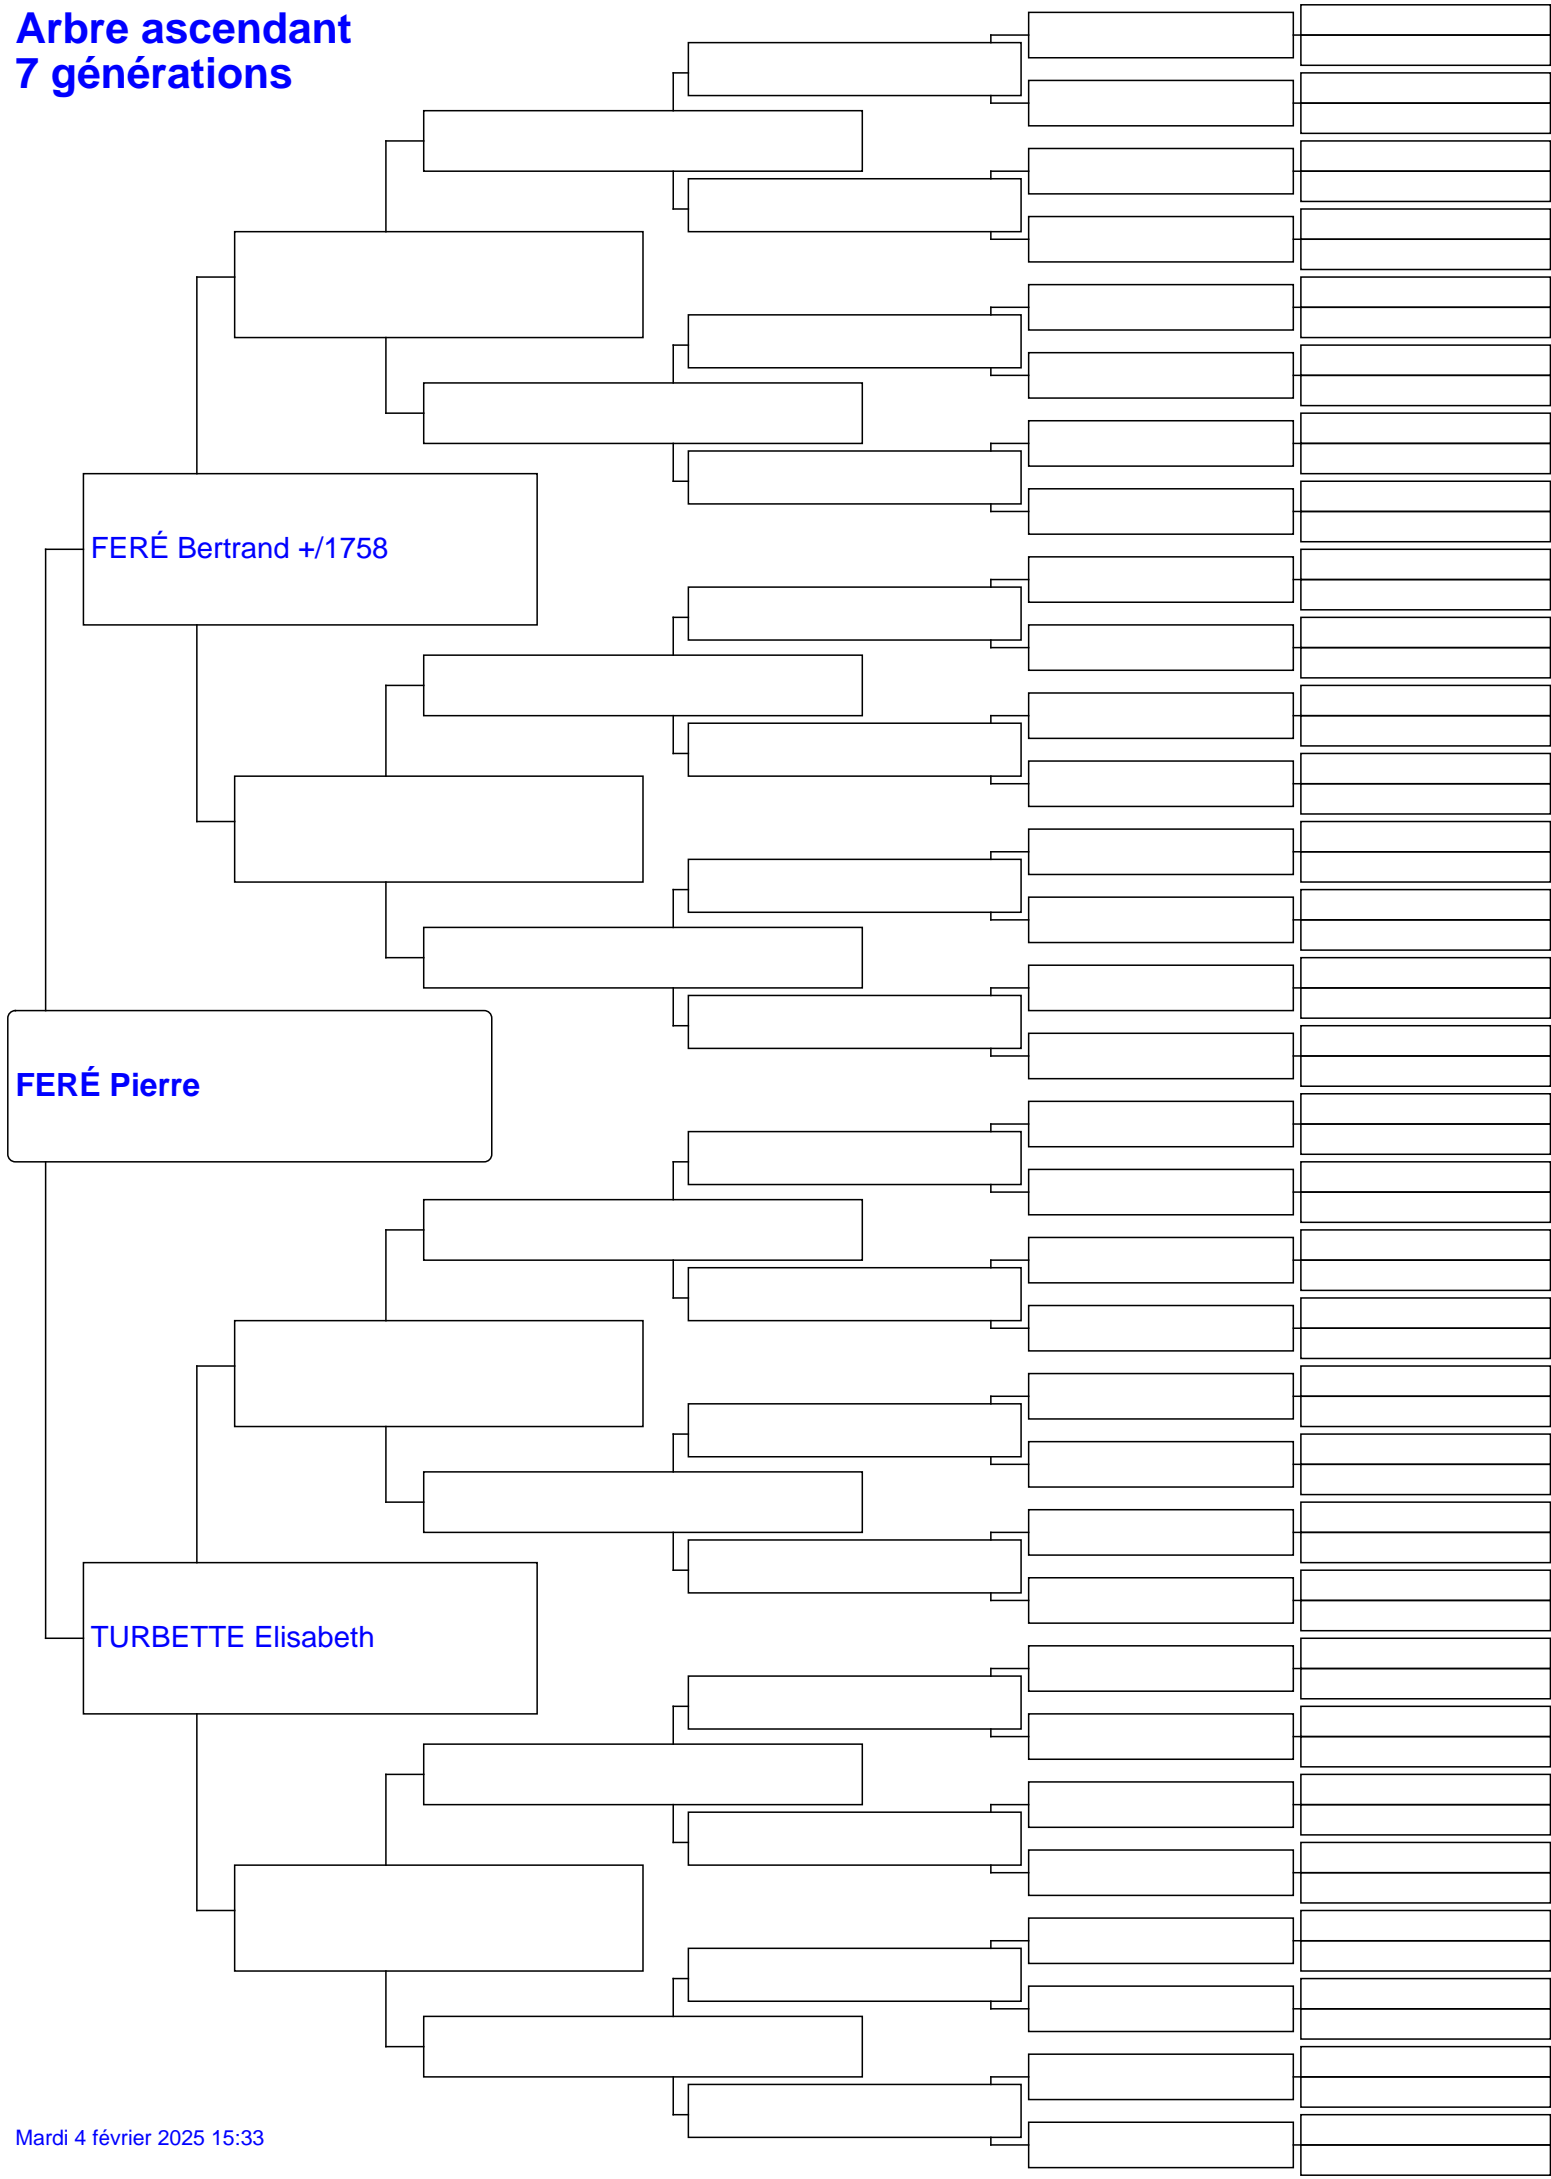 Arbre ascendant
7 générations
FERÉ Bertrand +/1758
FERÉ Pierre
TURBETTE Elisabeth
Mardi 4 février 2025 15:33